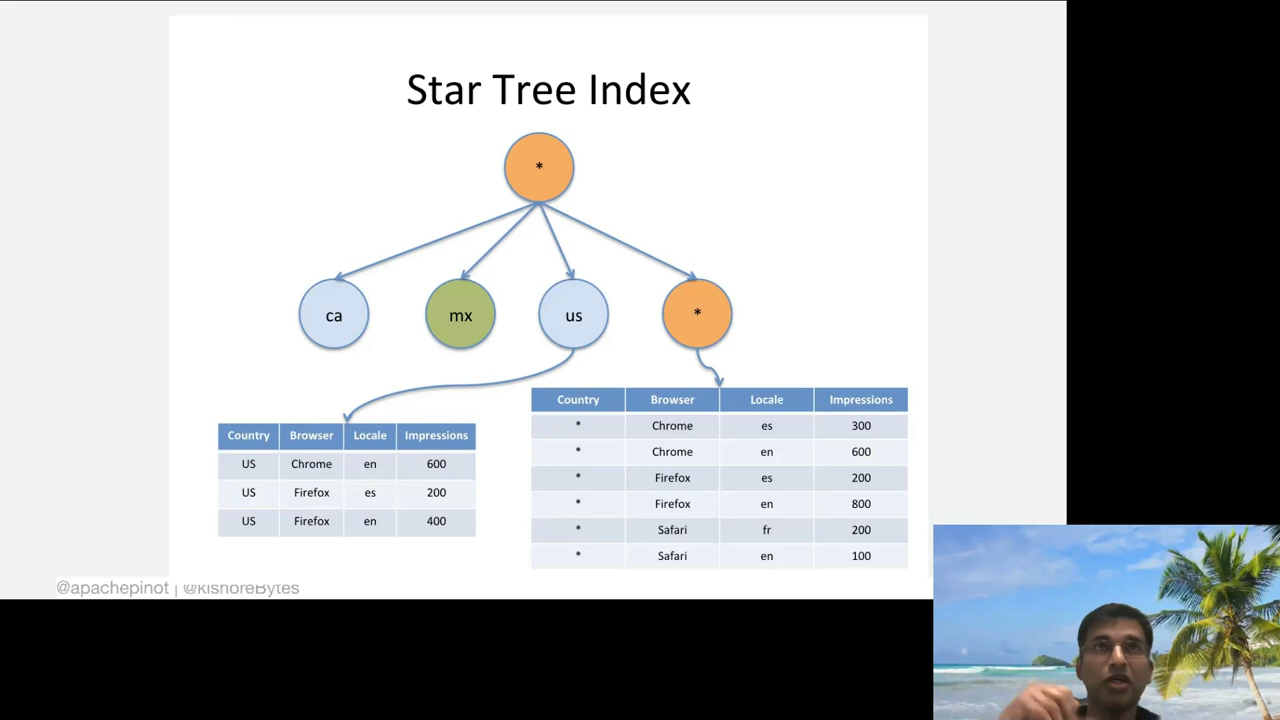 Star Tree Index
*
ca mx us *
Country Browser Locale Impressions
US Chrome en 600
US Firefox es 200
US Firefox en 400
Country Browser Locale Impressions
* Chrome es 300
* Chrome en 600
* Firefox es 200
* Firefox en 800
* Safari fr 200
* Safari en 100
@apachepinot | @KishoreBytes